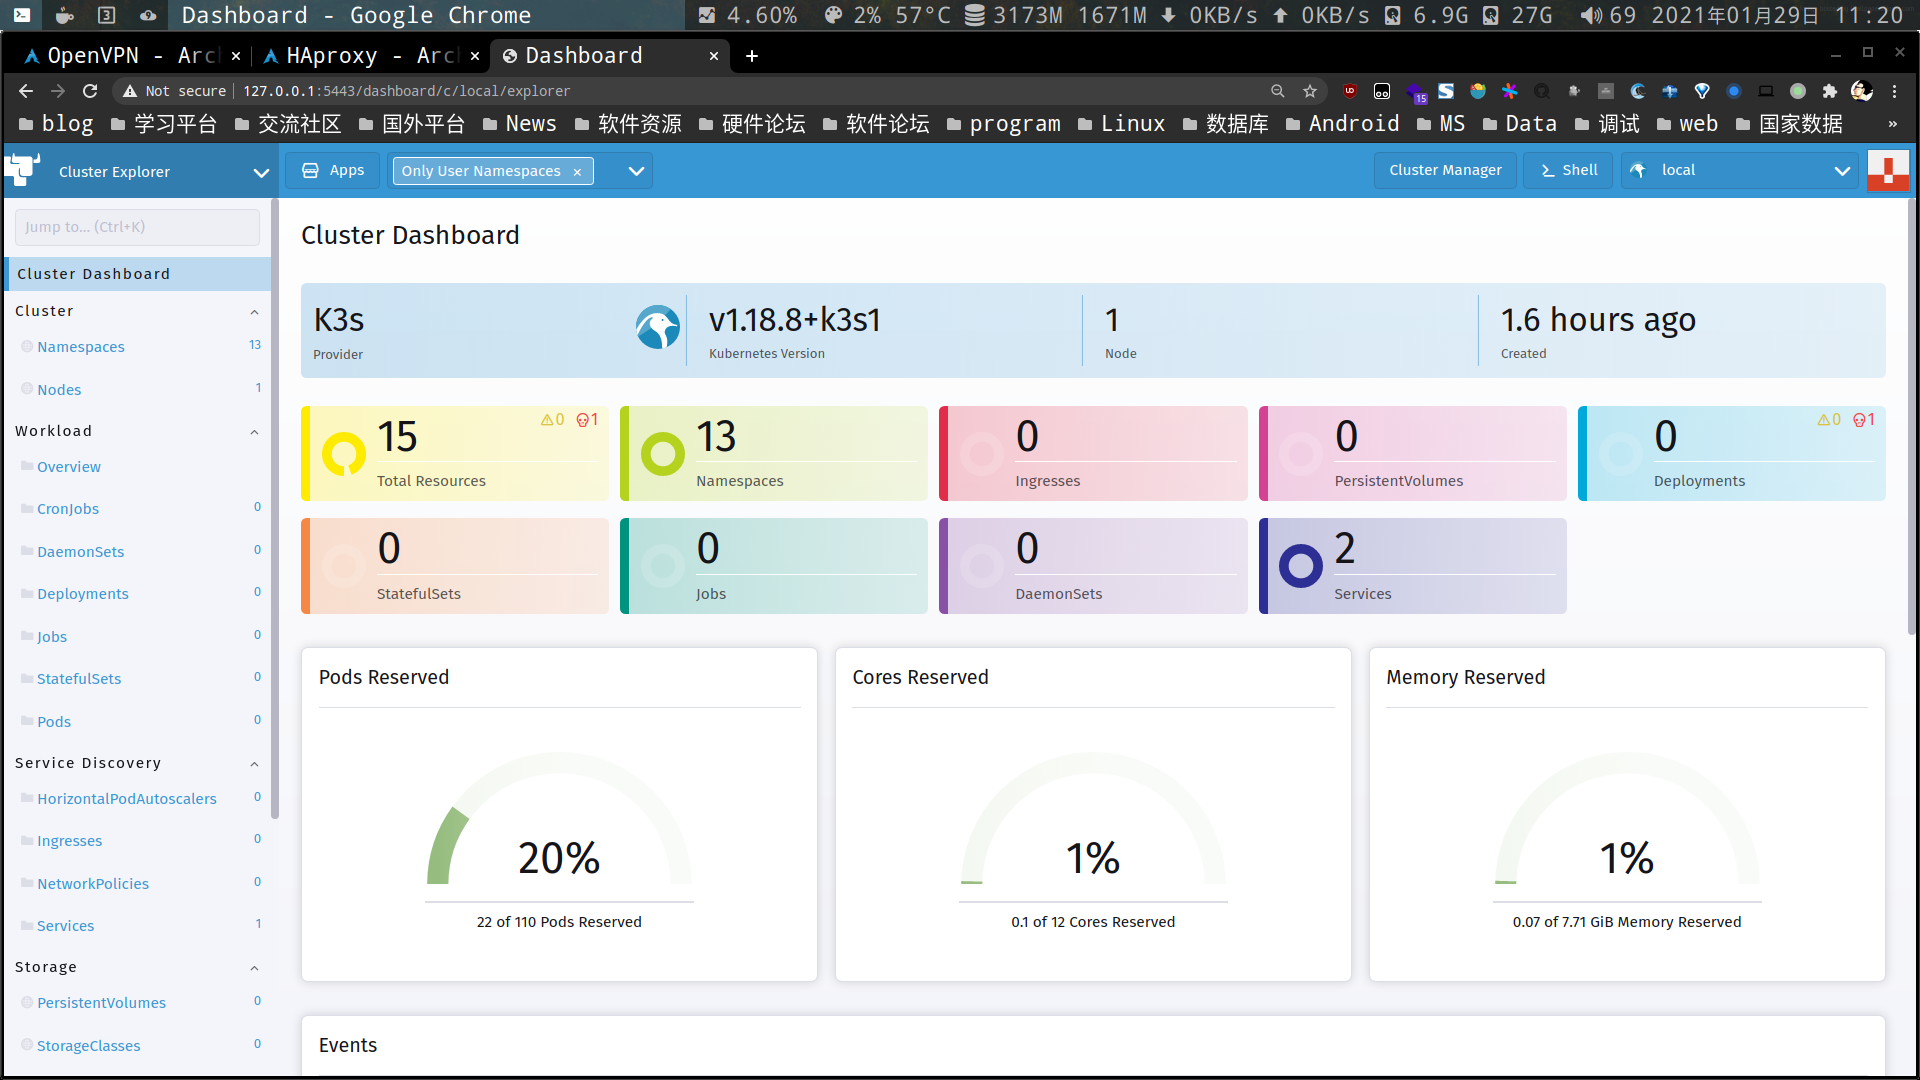 Dashboard - Google Chrome 4.60% 2% 57°C 3173M 1671M 0KB/s 0KB/s 6.9G 27G 69 2021年01月29日 11:20
OpenVPN - Arc × HAproxy - Arc × Dashboard × +
Not secure 127.0.0.1:5443/dashboard/c/local/explorer
blog 学习平台 交流社区 国外平台 News 软件资源 硬件论坛 软件论坛 program Linux 数据库 Android MS Data 调试 web 国家数据 »
Cluster Explorer Apps Only User Namespaces × Cluster Manager Shell local
Jump to... (Ctrl+K)
Cluster Dashboard
Cluster
Namespaces 13
Nodes 1
Workload
Overview
CronJobs 0
DaemonSets 0
Deployments 0
Jobs 0
StatefulSets 0
Pods 0
Service Discovery
HorizontalPodAutoscalers 0
Ingresses 0
NetworkPolicies 0
Services 1
Storage
PersistentVolumes 0
StorageClasses 0
Cluster Dashboard
K3s
Provider
v1.18.8+k3s1
Kubernetes Version
1
Node
1.6 hours ago
Created
15 0 1
Total Resources
13
Namespaces
0
Ingresses
0
PersistentVolumes
0 0 1
Deployments
0
StatefulSets
0
Jobs
0
DaemonSets
2
Services
Pods Reserved
20%
22 of 110 Pods Reserved
Cores Reserved
1%
0.1 of 12 Cores Reserved
Memory Reserved
1%
0.07 of 7.71 GiB Memory Reserved
Events